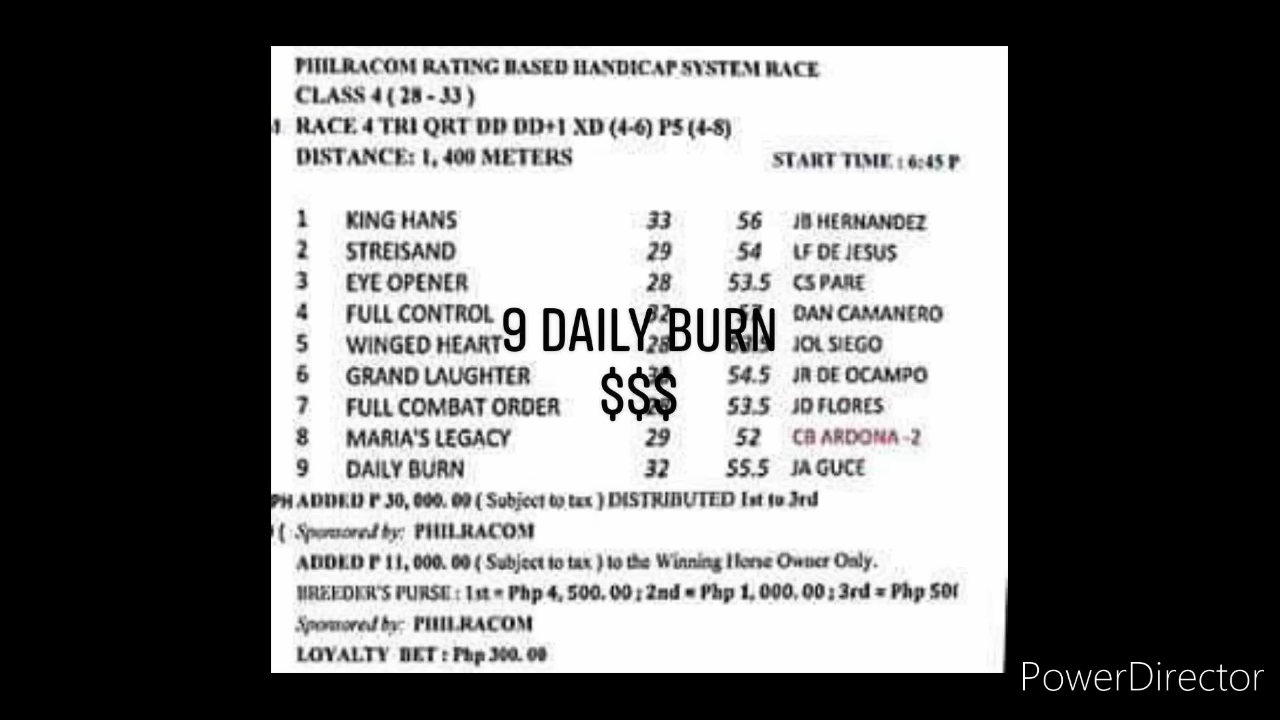 PHILRACOM RATING BASED HANDICAP SYSTEM RACE
CLASS 4 ( 28 - 33 )
RACE 4 TRI QRT DD DD+1 XD (4-6) P5 (4-8)
DISTANCE: 1, 400 METERS START TIME : 6:45 P
1 KING HANS 33 56 JB HERNANDEZ
2 STREISAND 29 54 LF DE JESUS
3 EYE OPENER 28 53.5 CS PARE
4 FULL CONTROL DAN CAMANERO
9 DAILY BURN
5 WINGED HEART JOL SIEGO
6 GRAND LAUGHTER 54.5 JR DE OCAMPO
$$$
7 FULL COMBAT ORDER 53.5 JD FLORES
8 MARIA'S LEGACY 29 52 CB ARDONA -2
9 DAILY BURN 32 55.5 JA GUCE
PH ADDED P 30, 000. 00 ( Subject to tax ) DISTRIBUTED 1st to 3rd
( Sponsored by: PHILRACOM
ADDED P 11, 000. 00 ( Subject to tax ) to the Winning Horse Owner Only.
BREEDER'S PURSE : 1st = Php 4, 500. 00 ; 2nd = Php 1, 000. 00 ; 3rd = Php
Sponsored by: PHILRACOM
LOYALTY BET : Php 300. 00
PowerDirector